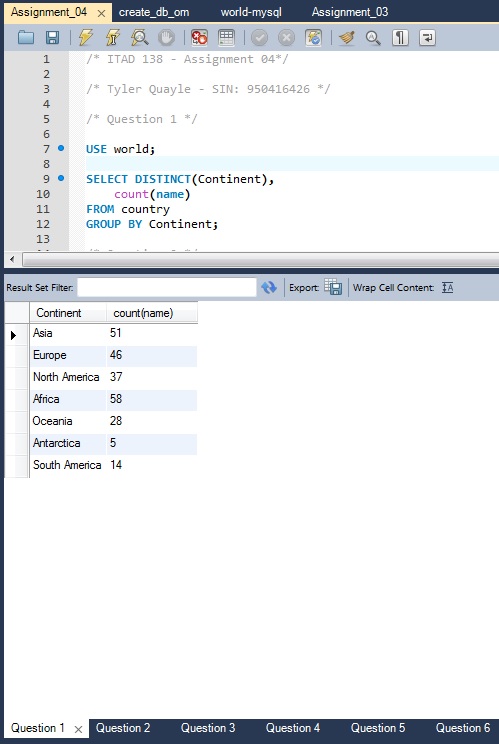 Assignment_04 × create_db_om world-mysql Assignment_03
1 /* ITAD 138 - Assignment 04*/
2
3 /* Tyler Quayle - SIN: 950416426 */
4
5 /* Question 1 */
6
7 USE world;
8
9 SELECT DISTINCT(Continent),
10 count(name)
11 FROM country
12 GROUP BY Continent;
13
Result Set Filter: Export: Wrap Cell Content:
Continent count(name)
Asia 51
Europe 46
North America 37
Africa 58
Oceania 28
Antarctica 5
South America 14
Question 1 × Question 2 Question 3 Question 4 Question 5 Question 6